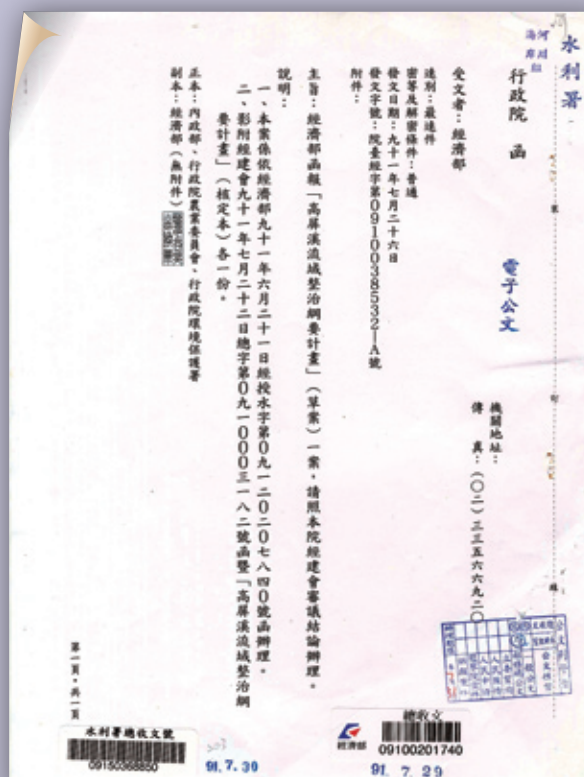 水利署
河川
海岸組
行政院 函
電子公文
機關地址：
傳 真：(○二)三三五六六九二○
受文者：經濟部
速別：最速件
密等及解密條件：普通
發文日期：九十一年七月二十六日
發文字號：院臺經字第0910038532—A號
附件：
主旨：經濟部函報「高屏溪流域整治綱要計畫」(草案)一案，請照本院經建會審議結論辦理。
說明：
一、本案係依經濟部九十一年六月二十一日經授水字第0九一二0二0七八四0號函辦理。
二、影附經建會九十一年七月二十二日總字第0九一000三一八二號函暨「高屏溪流域整治綱
要計畫」(核定本)各一份。
正本：內政部、行政院農業委員會、行政院環境保護署
副本：經濟部(無附件)
第一頁，共一頁
裝
訂
線
總收文
經濟部
09100201740
91. 7. 29
水利署總收文號
09150368850
91. 7. 30